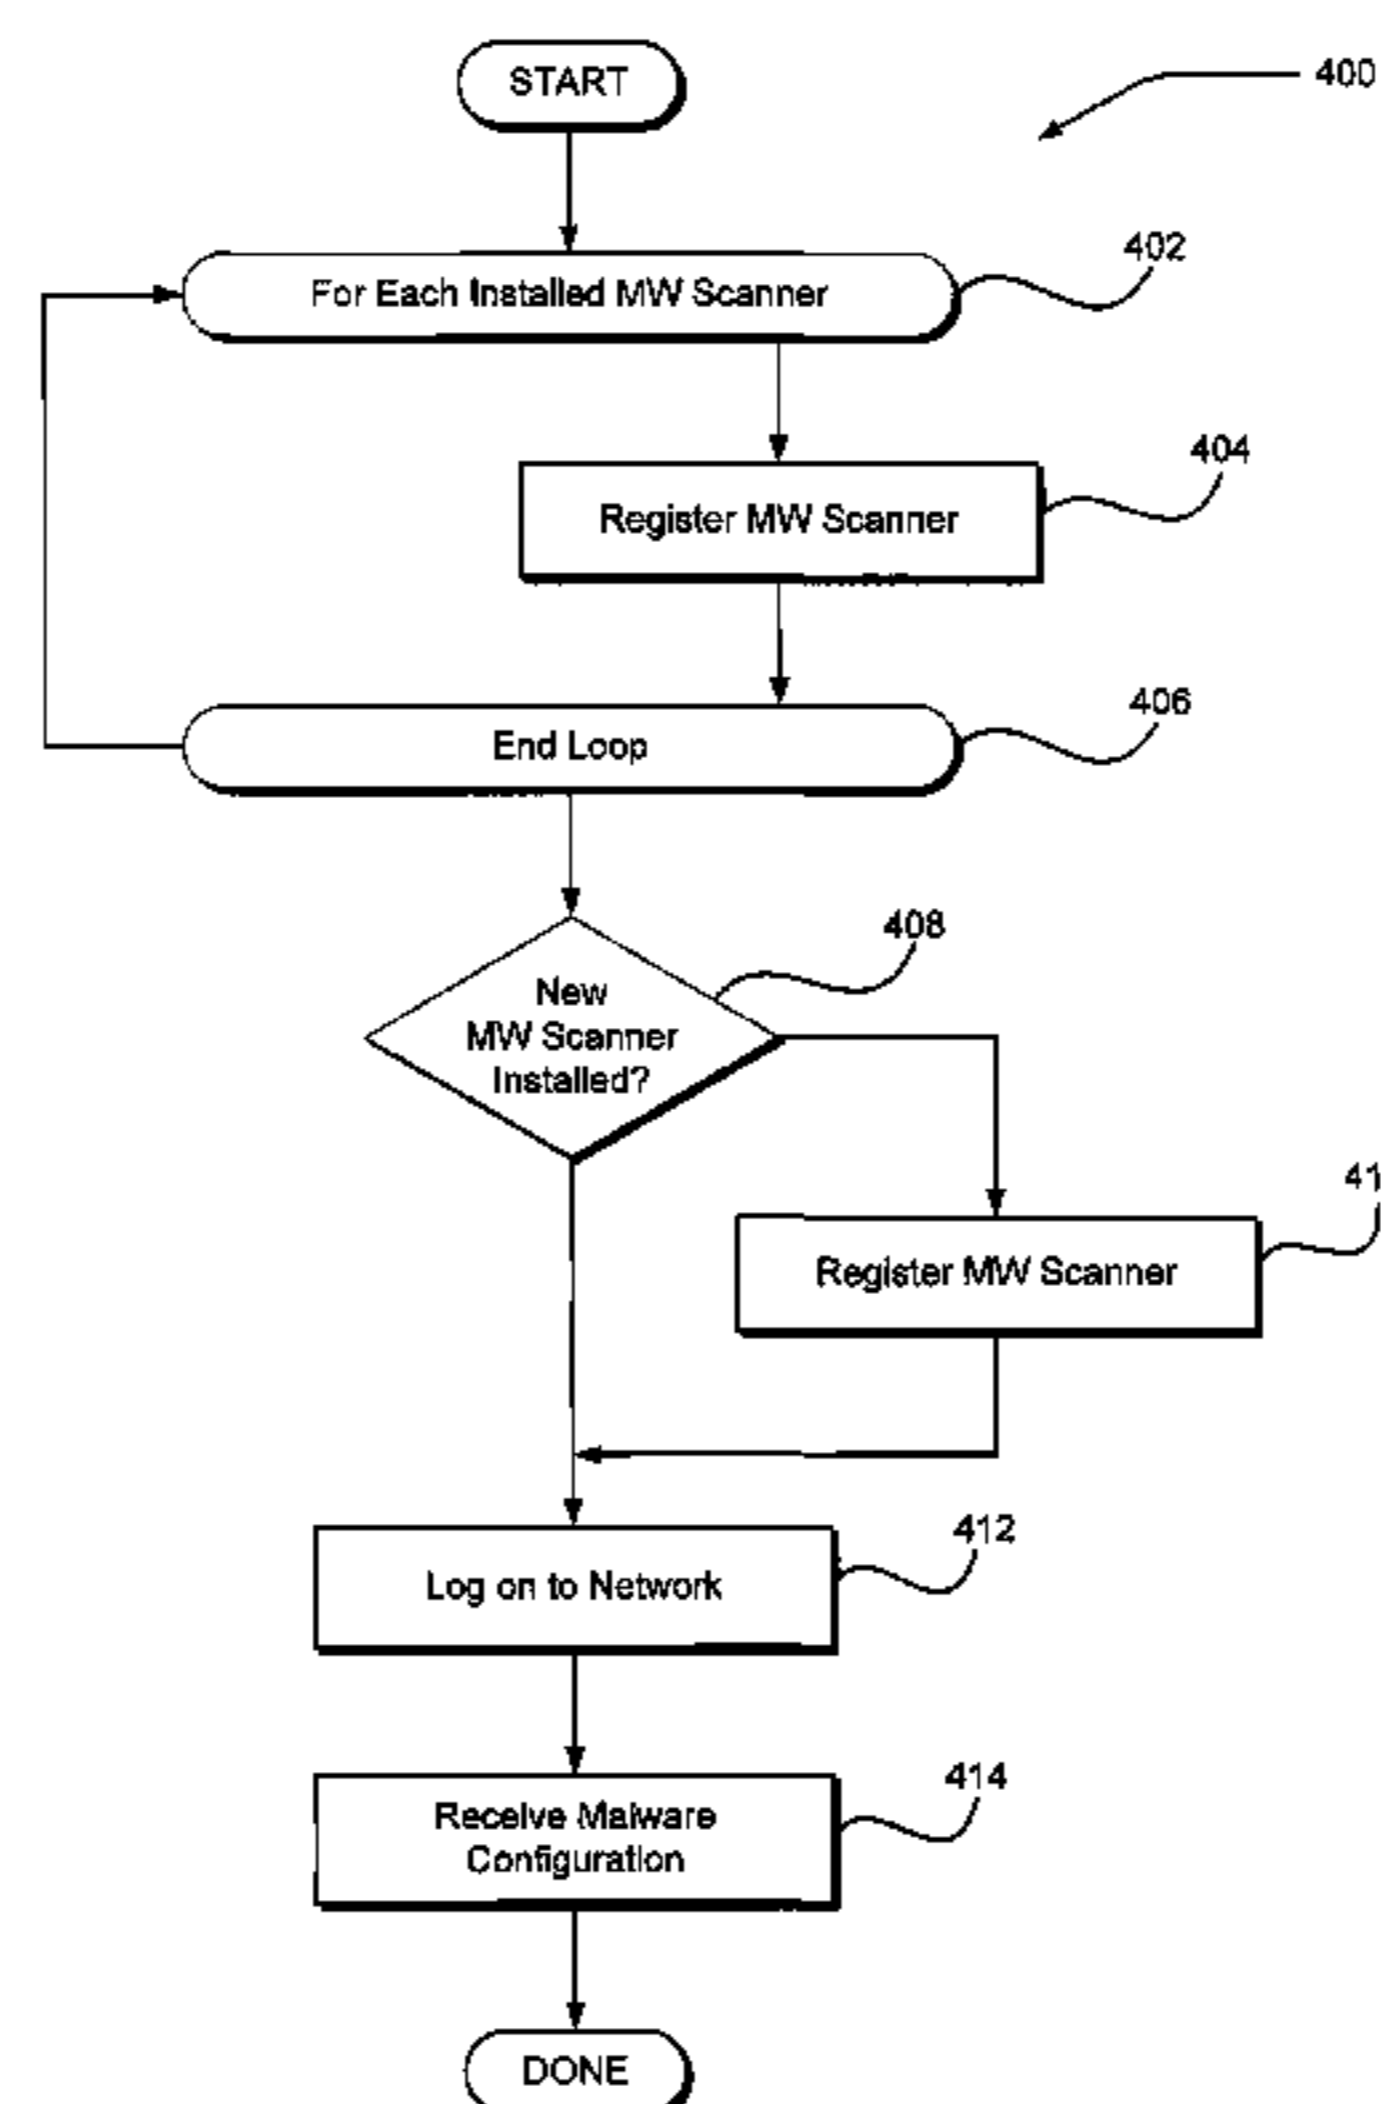 START
400
For Each Installed MW Scanner
402
404
Register MW Scanner
406
End Loop
408
New
MW Scanner
Installed?
41
Register MW Scanner
412
Log on to Network
414
Receive Malware
Configuration
DONE